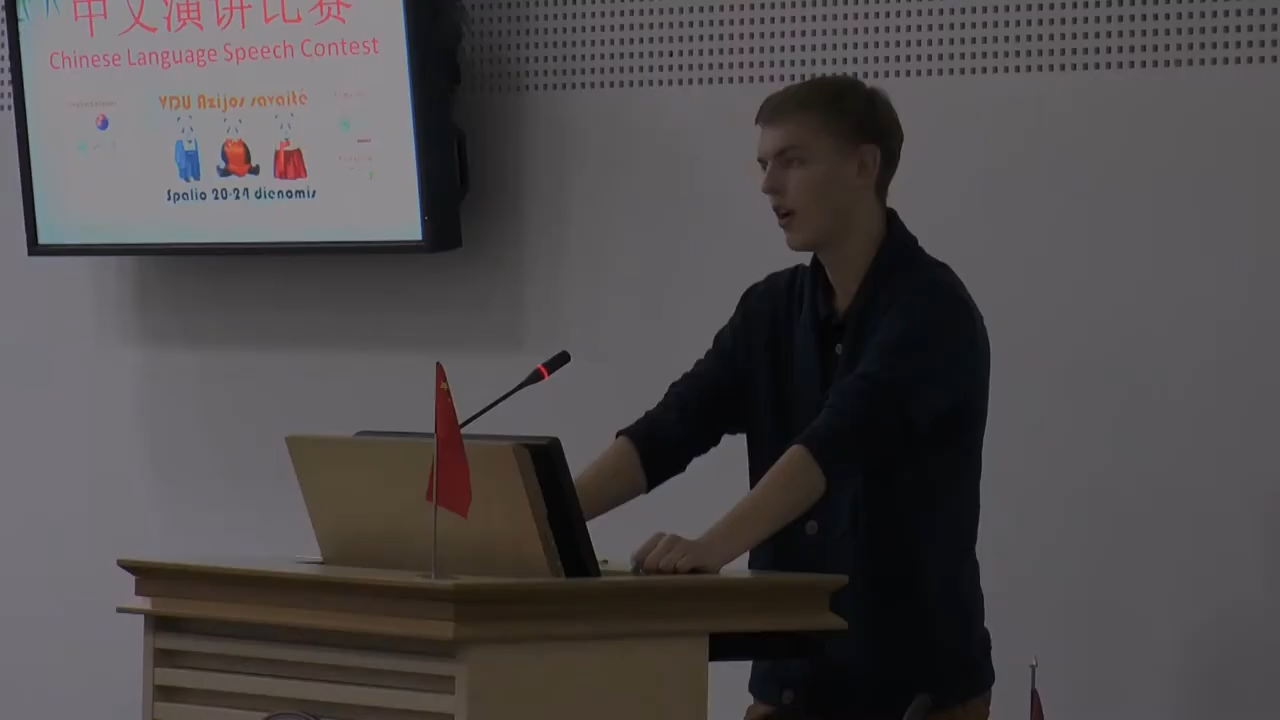 中文演讲比赛
Chinese Language Speech Contest
VDU Azijos savaitė
Spalio 20-24 dienomis